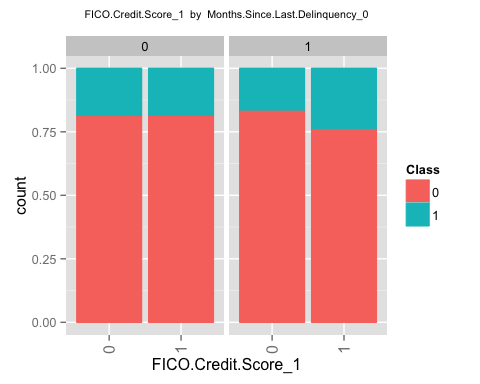 FICO.Credit.Score_1 by Months.Since.Last.Delinquency_0
0 1
1.00
0.75
0.50
0.25
0.00
count
0 1 0 1
FICO.Credit.Score_1
Class
0
1